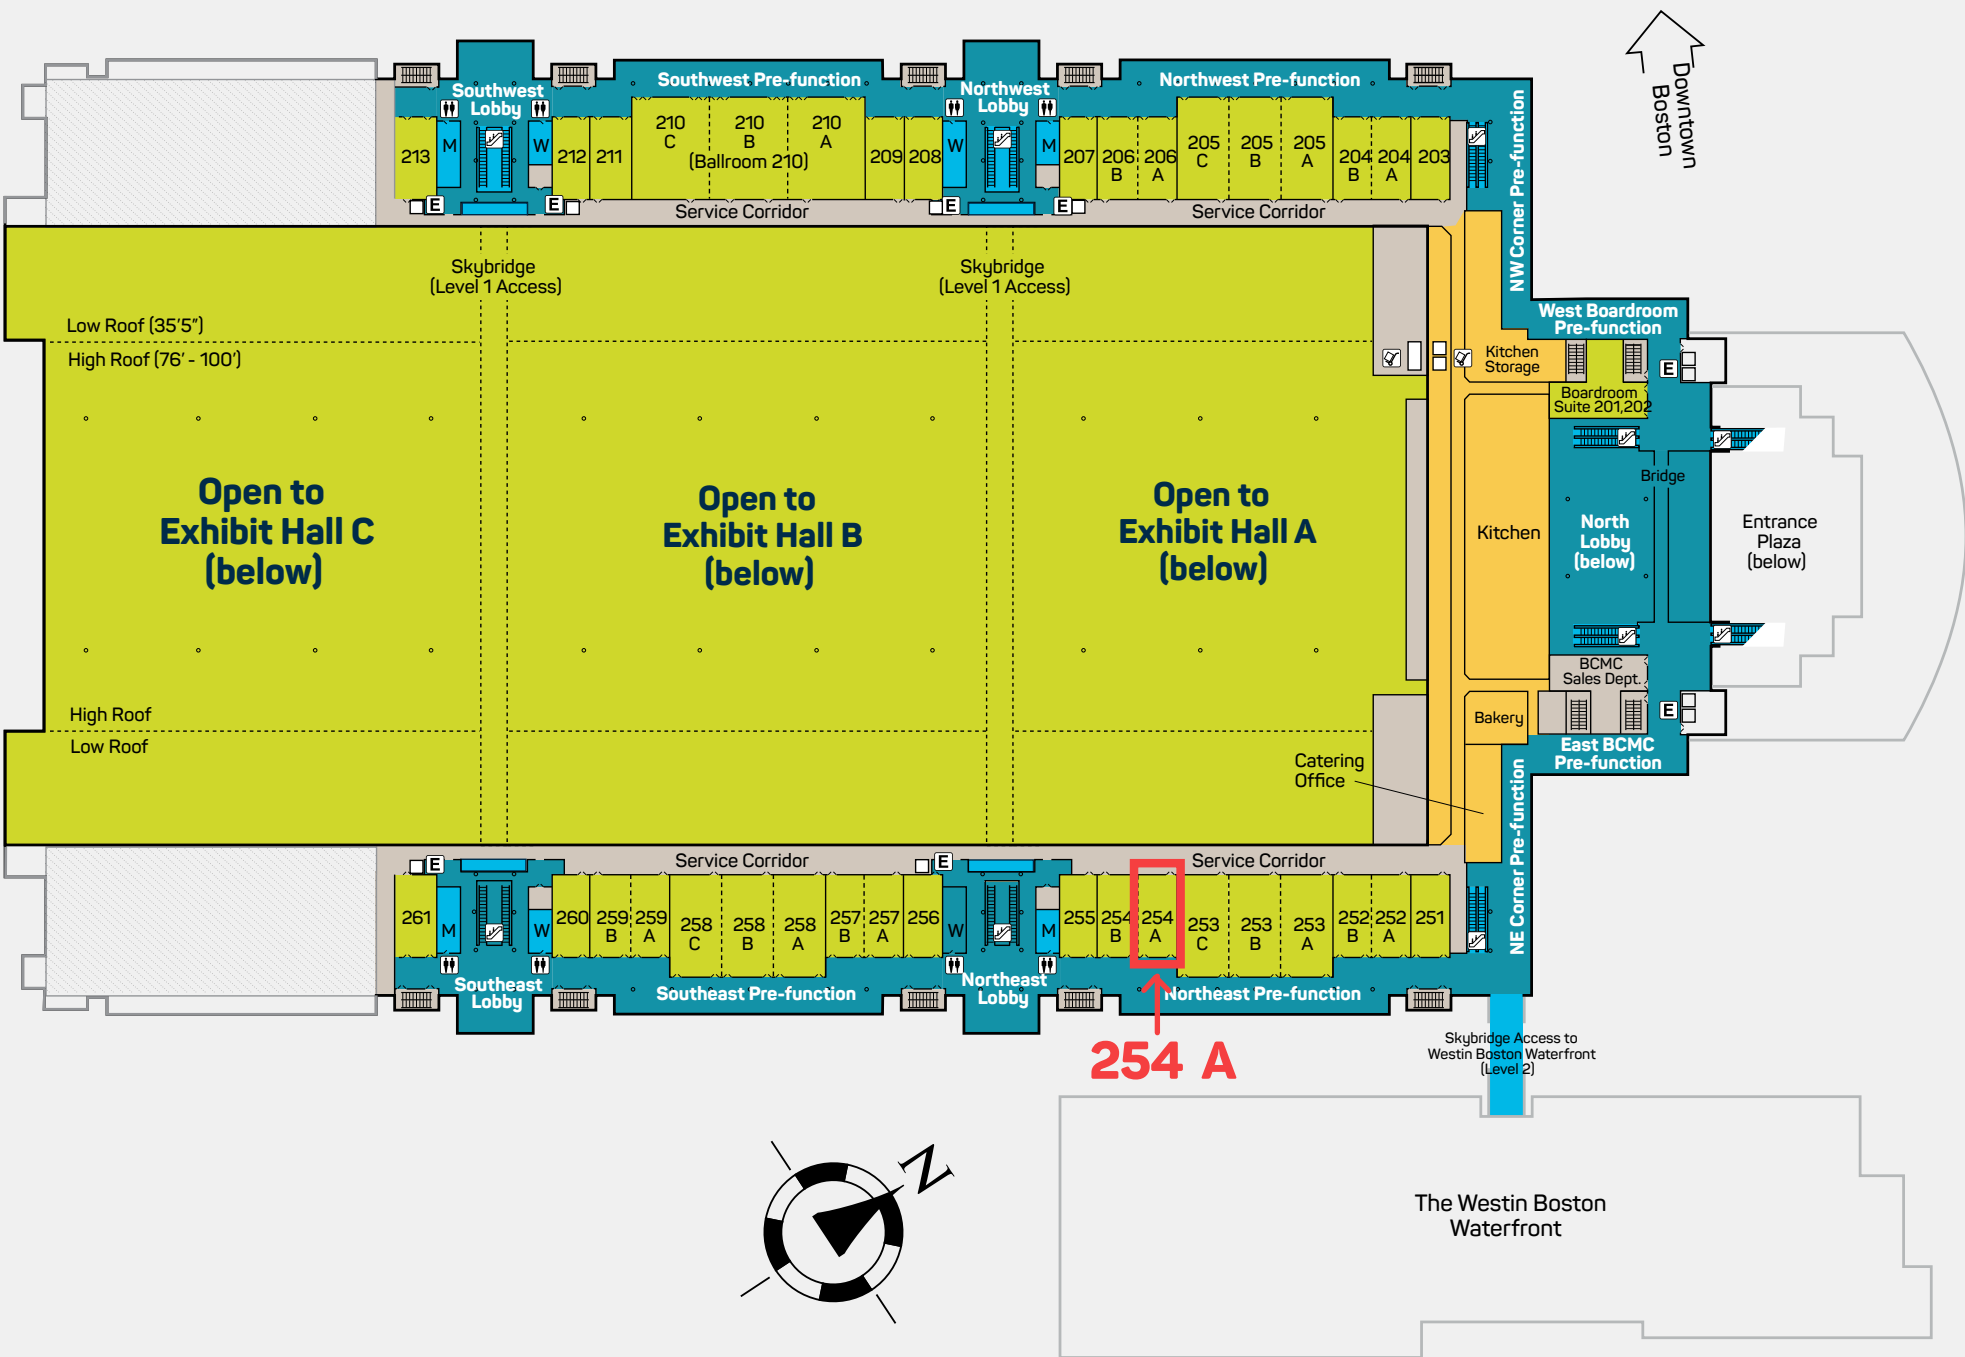 Downtown
Boston
Southwest
Lobby
Southwest Pre-function
Northwest
Lobby
Northwest Pre-function
NW Corner Pre-function
213
M
W
212
211
210
C
210
B
210
A
(Ballroom 210)
209
208
W
M
207
206
B
206
A
205
C
205
B
205
A
204
B
204
A
203
E
E
E
E
Service Corridor
Service Corridor
Skybridge
(Level 1 Access)
Skybridge
(Level 1 Access)
Low Roof (35'5")
High Roof (76' - 100')
West Boardroom
Pre-function
Kitchen
Storage
E
Boardroom
Suite 201,202
Bridge
Open to
Exhibit Hall C
(below)
Open to
Exhibit Hall B
(below)
Open to
Exhibit Hall A
(below)
Kitchen
North
Lobby
(below)
Entrance
Plaza
(below)
BCMC
Sales Dept.
High Roof
Low Roof
Bakery
E
East BCMC
Pre-function
Catering
Office
NE Corner Pre-function
E
Service Corridor
E
Service Corridor
261
M
W
260
259
B
259
A
258
C
258
B
258
A
257
B
257
A
256
W
M
255
254
B
254
A
253
C
253
B
253
A
252
B
252
A
251
Southeast
Lobby
Southeast Pre-function
Northeast
Lobby
Northeast Pre-function
254 A
Skybridge Access to
Westin Boston Waterfront
(Level 2)
N
The Westin Boston
Waterfront